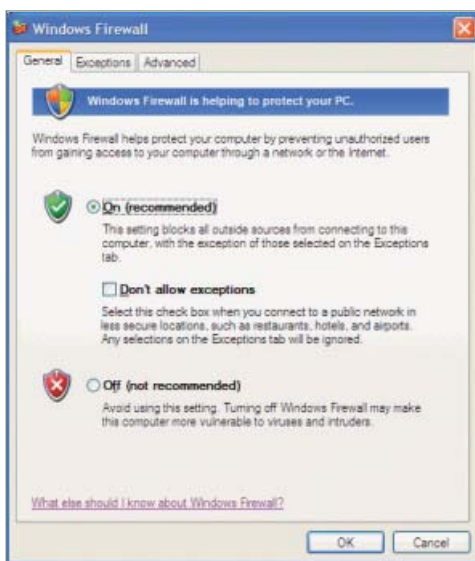 Windows Firewall
General Exceptions Advanced
Windows Firewall is helping to protect your PC.
Windows Firewall helps protect your computer by preventing unauthorized users
from gaining access to your computer through a network or the Internet.
On (recommended)
This setting blocks all outside sources from connecting to this
computer, with the exception of those selected on the Exceptions
tab.
Don't allow exceptions
Select this check box when you connect to a public network in
less secure locations, such as restaurants, hotels, and airports.
Any selections on the Exceptions tab will be ignored.
Off (not recommended)
Avoid using this setting. Turning off Windows Firewall may make
this computer more vulnerable to viruses and intruders.
What else should I know about Windows Firewall?
OK Cancel